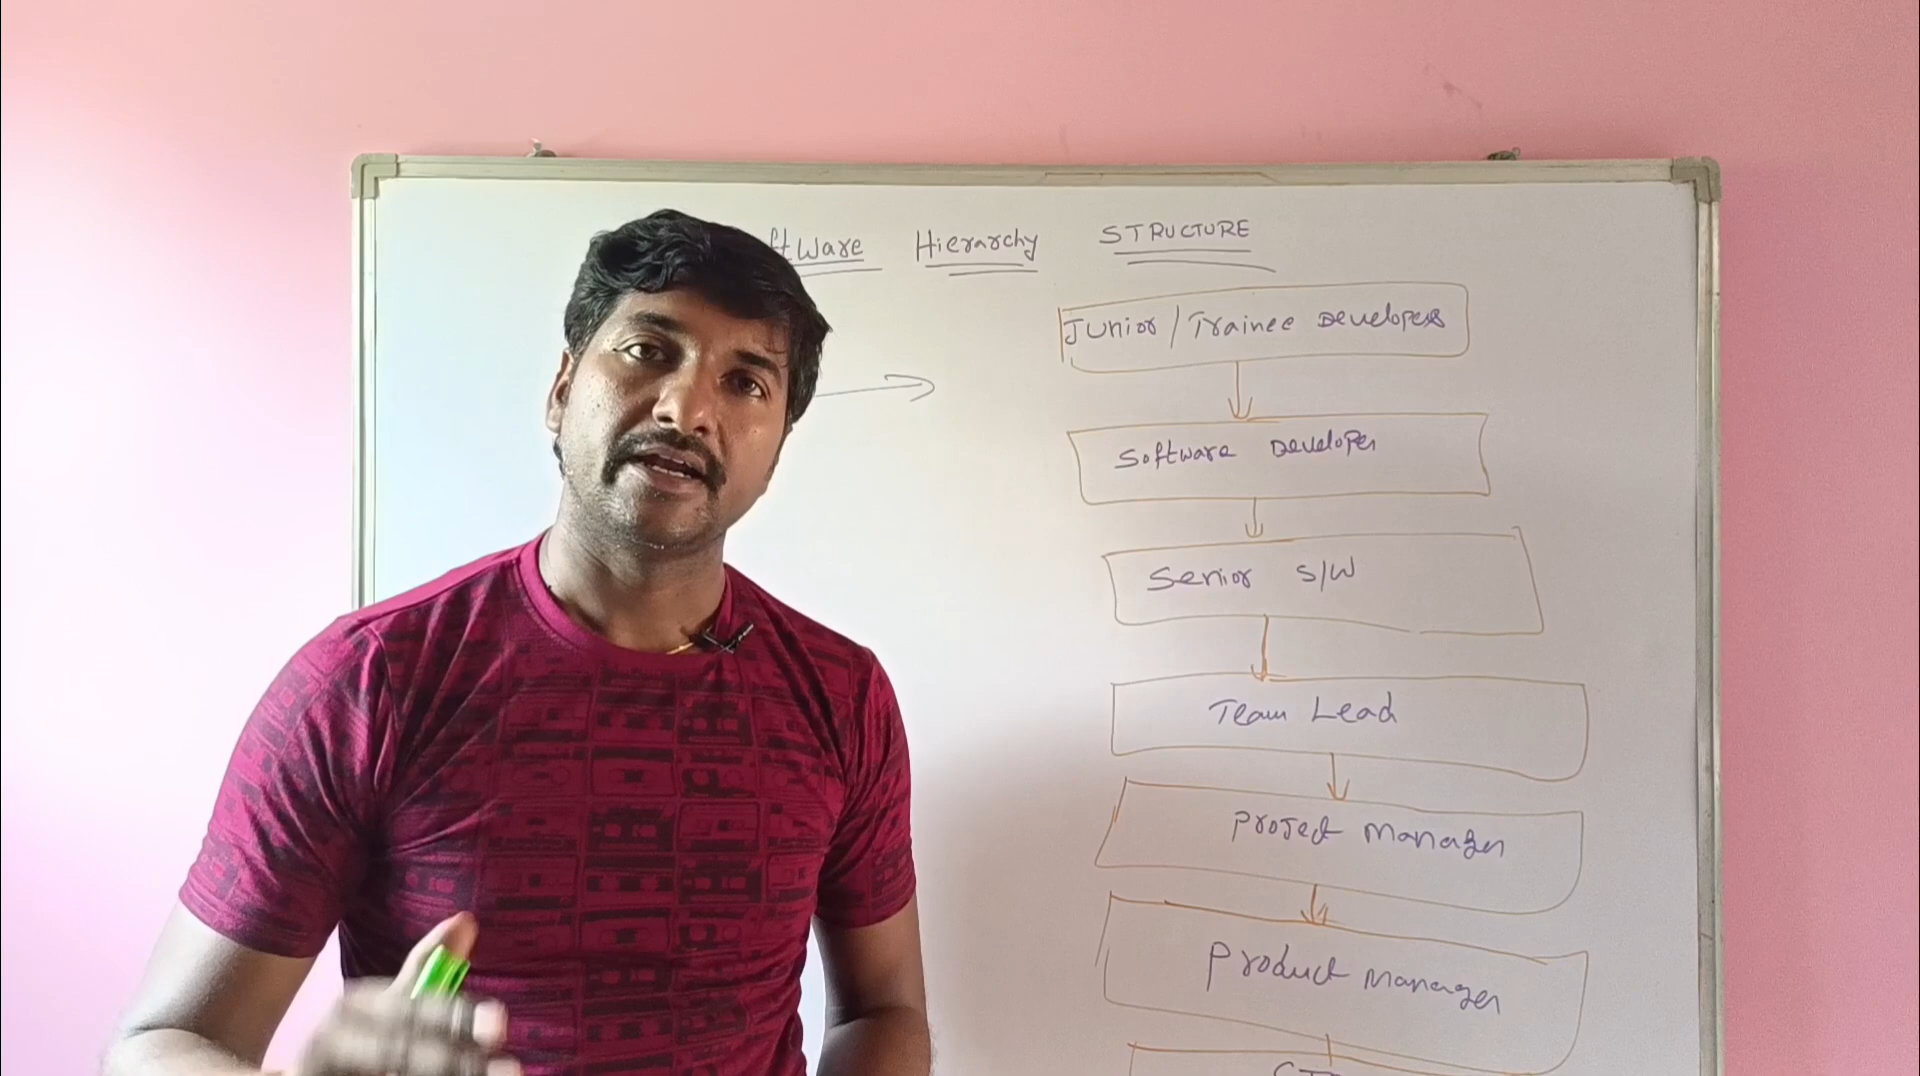 ftware Hierarchy STRUCTURE
Junior / Trainee Developers
Software Developer
Senior S/W
Team Lead
Project Manager
Product Manager